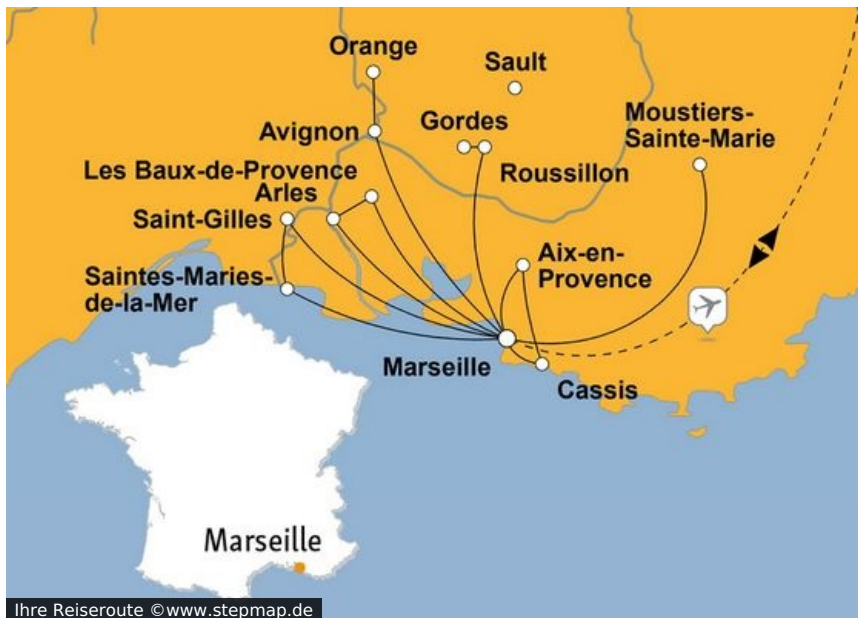 Orange
Sault
Moustiers-
Sainte-Marie
Gordes
Avignon
Les Baux-de-Provence
Roussillon
Arles
Saint-Gilles
Aix-en-
Provence
Saintes-Maries-
de-la-Mer
Marseille
Cassis
Marseille
Ihre Reiseroute ©www.stepmap.de